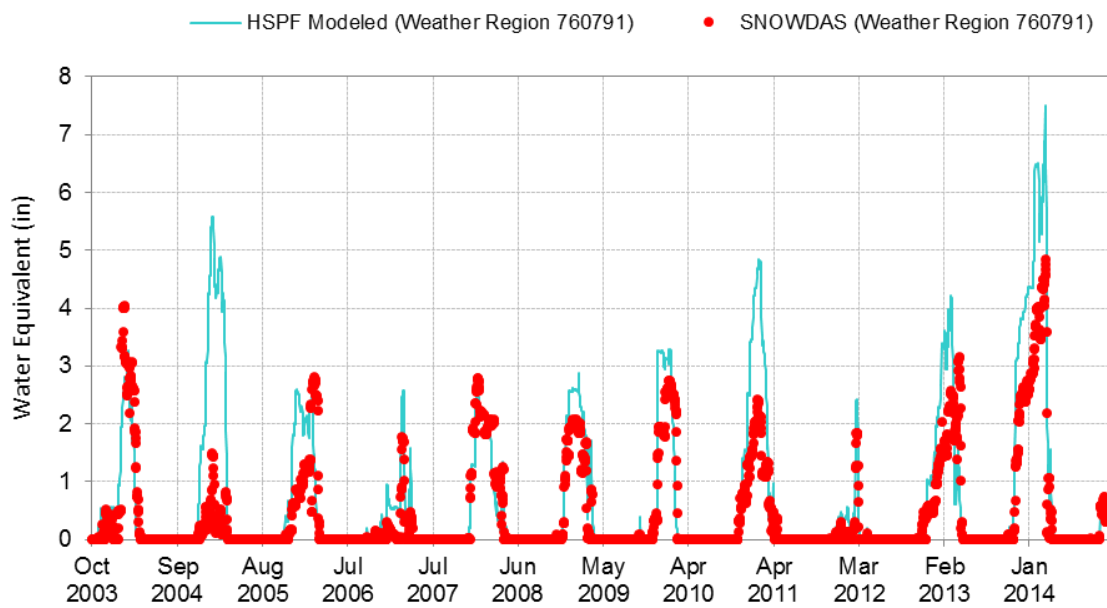 HSPF Modeled (Weather Region 760791) SNOWDAS (Weather Region 760791)
8
7
6
5
4
3
2
1
0
Water Equivalent (in)
Oct Sep Aug Jul Jul Jun May Apr Apr Mar Feb Jan
2003 2004 2005 2006 2007 2008 2009 2010 2011 2012 2013 2014